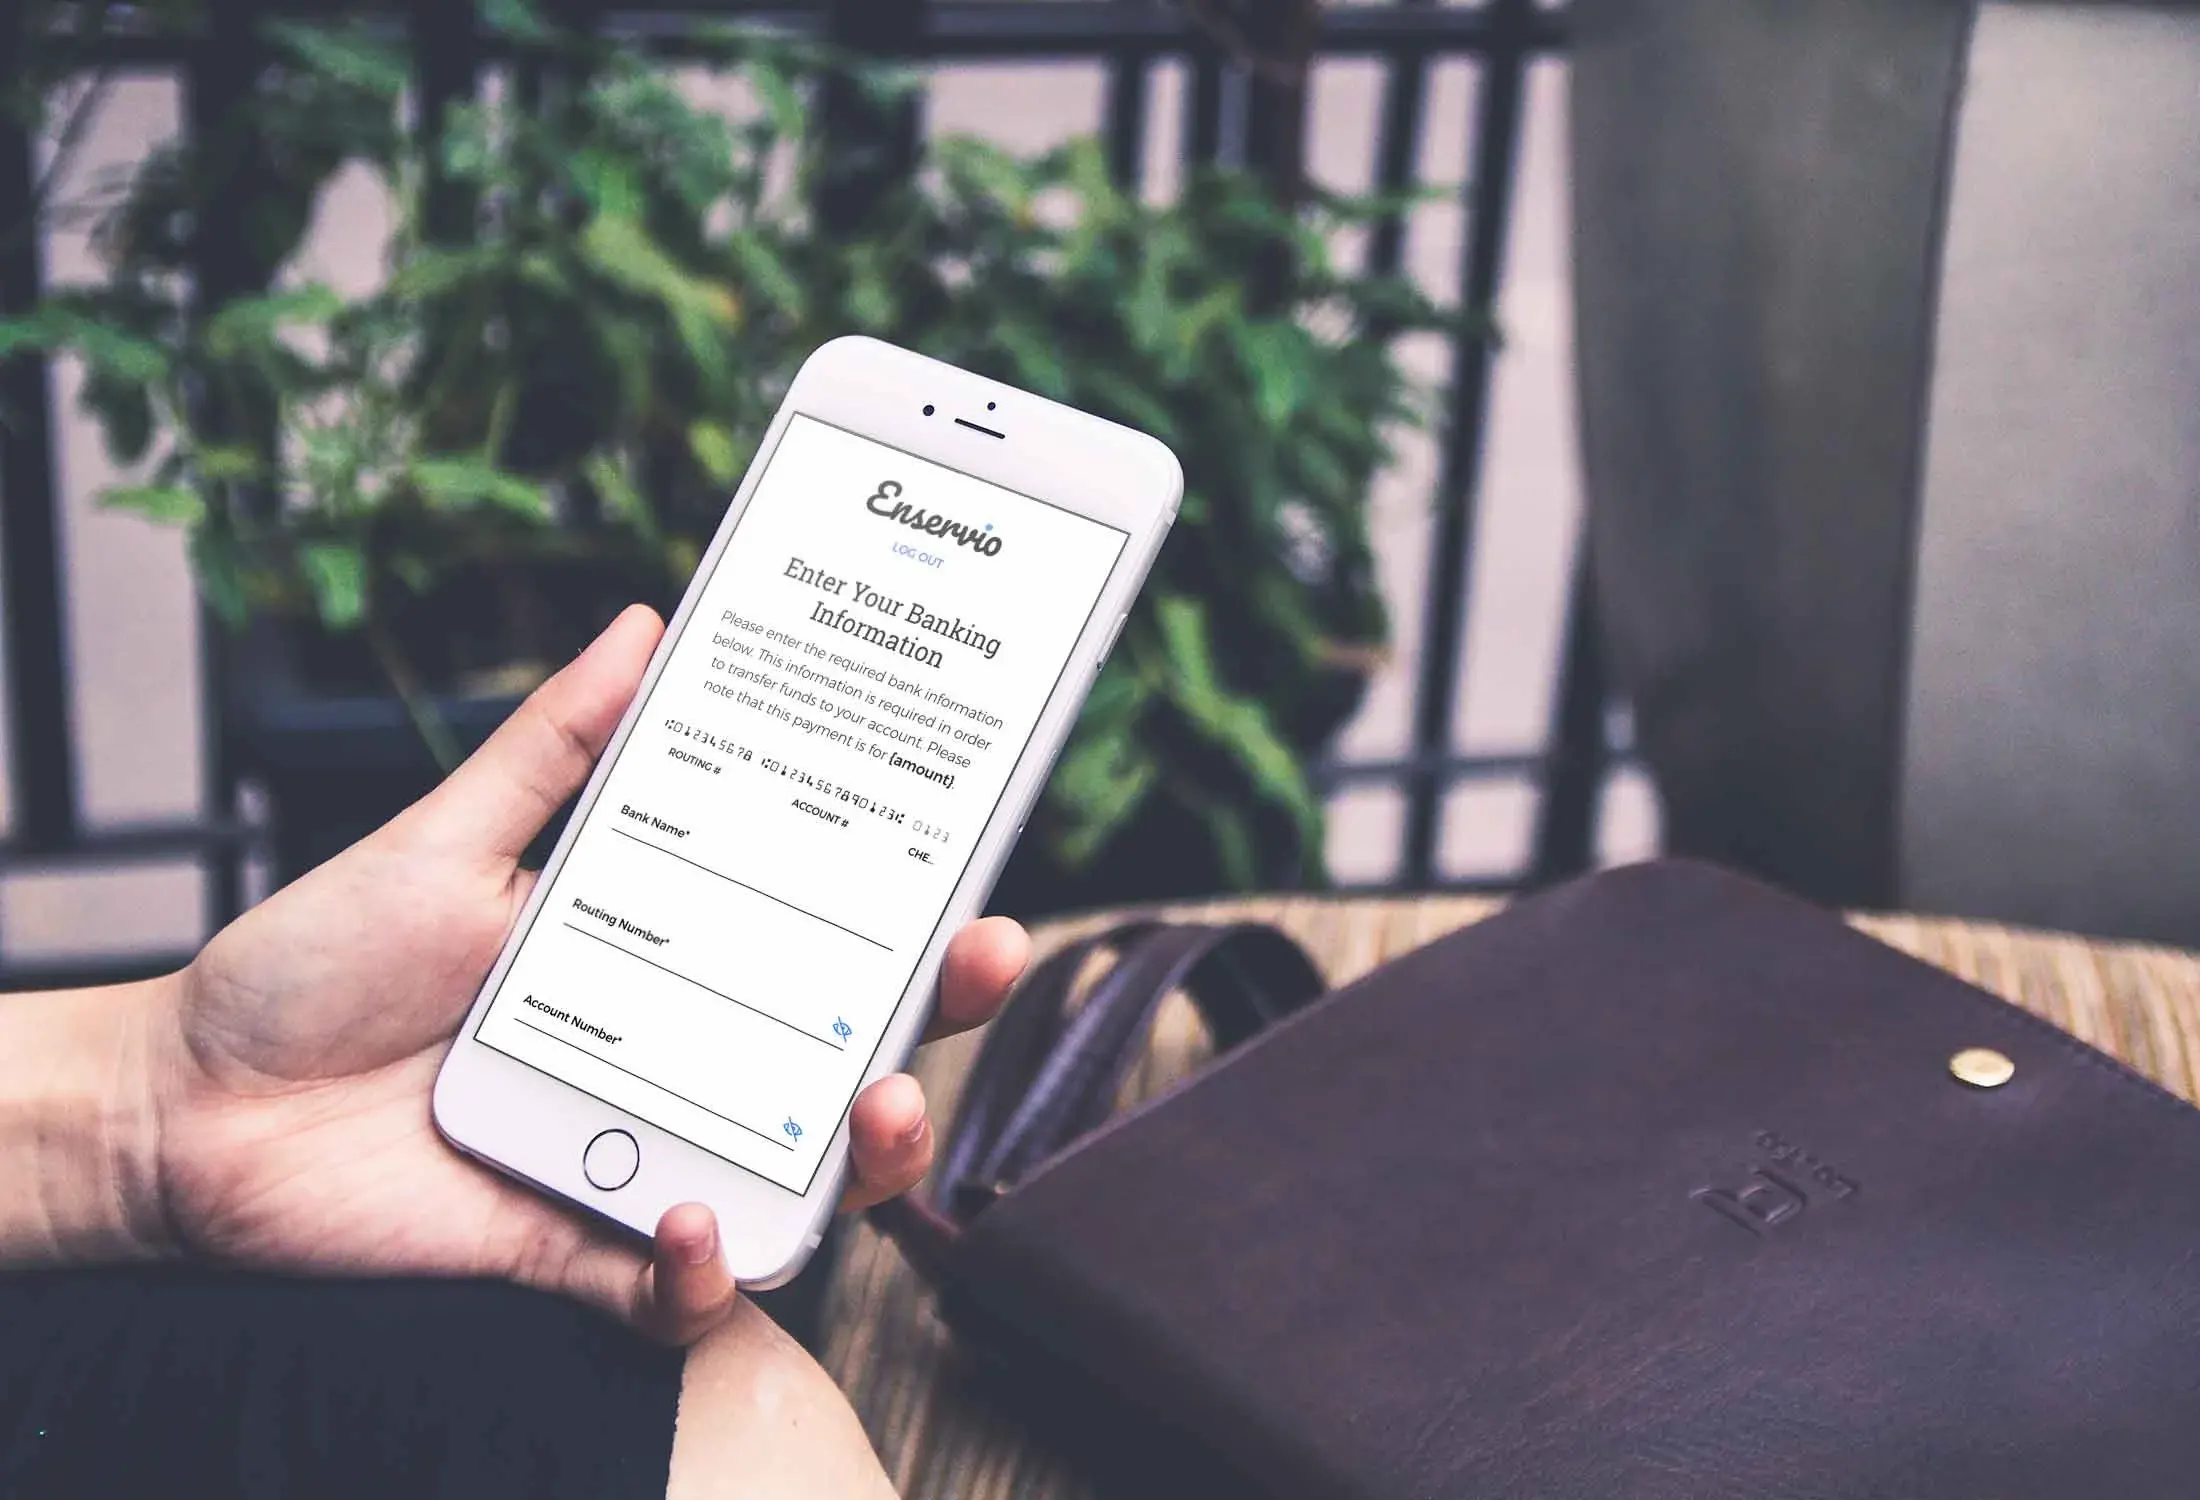 Enservio
LOG OUT
Enter Your Banking
Information
Please enter the required bank information
below. This information is required in order
to transfer funds to your account. Please
note that this payment is for {amount}.
⑆012345678 ⑆012345678901234⑆ 0123
ROUTING #
ACCOUNT #
CHE...
Bank Name*
Routing Number*
Account Number*